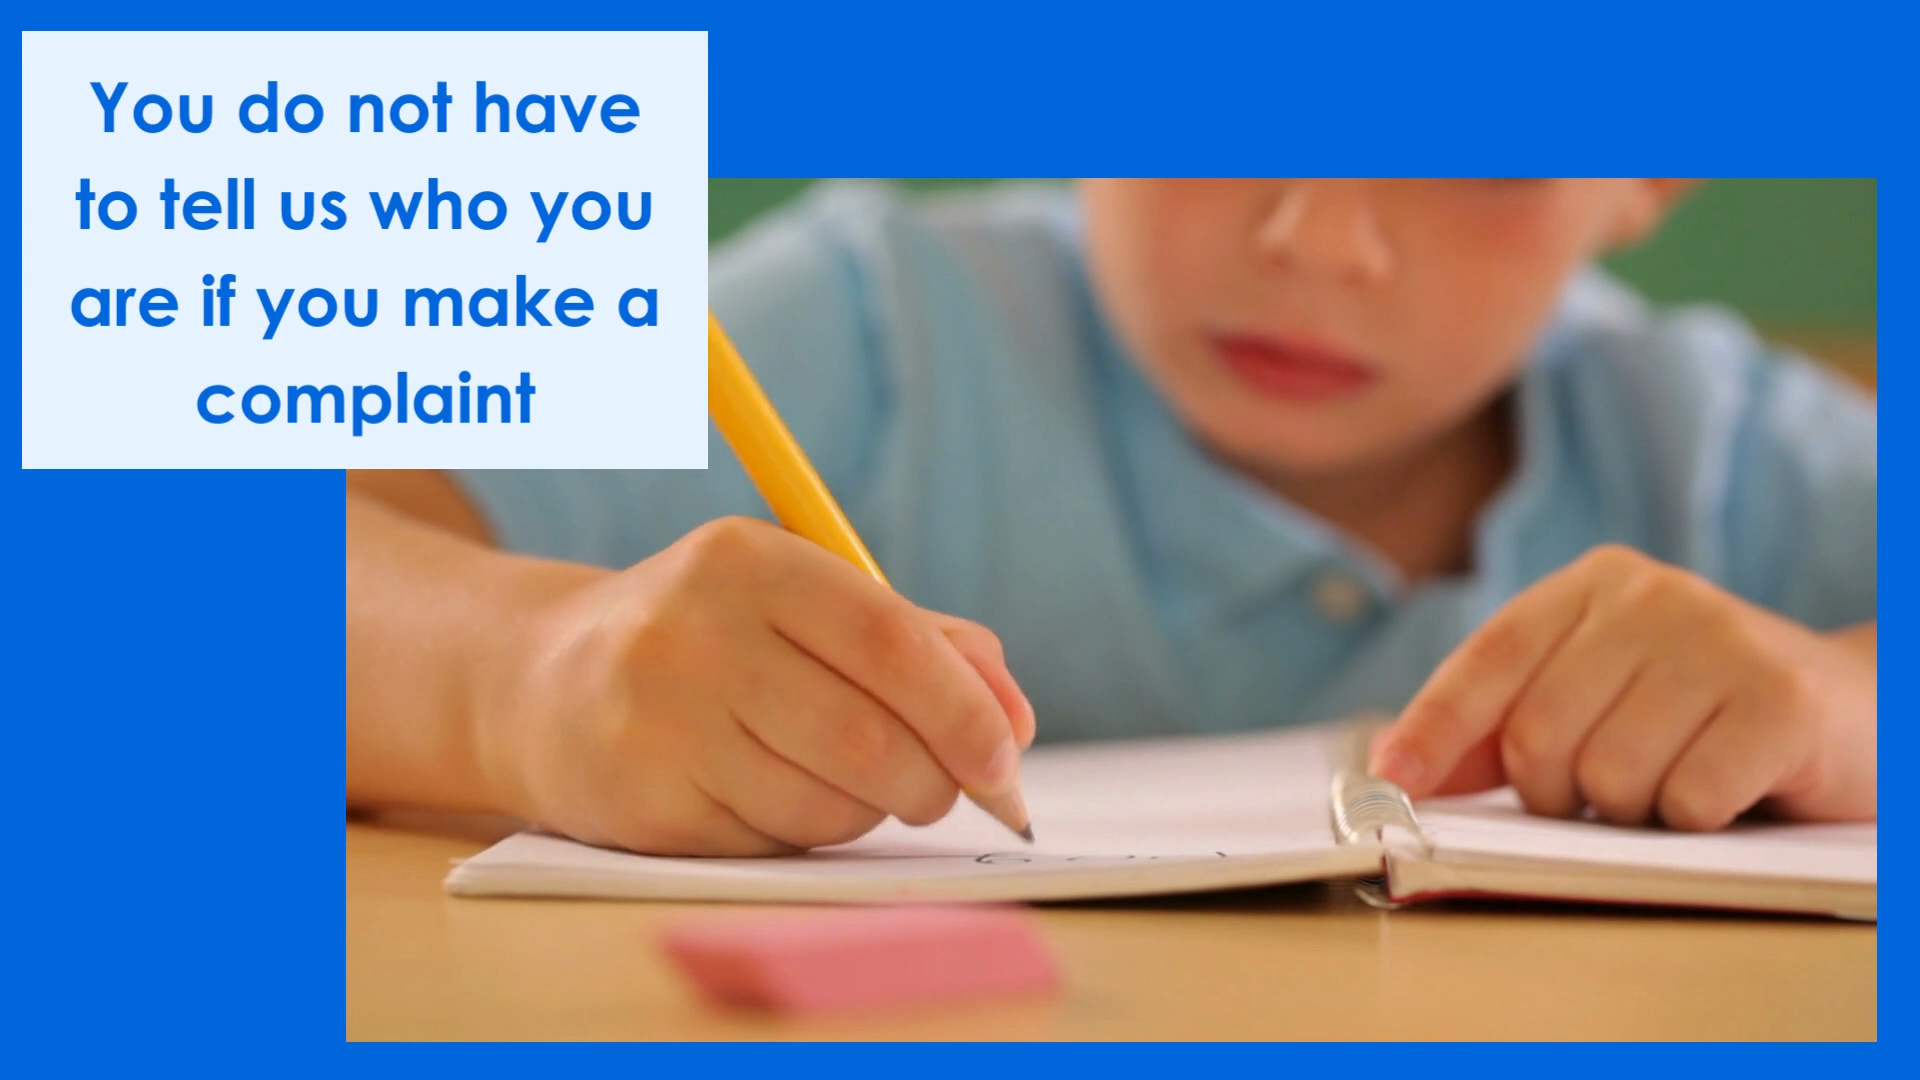 You do not have
to tell us who you
are if you make a
complaint